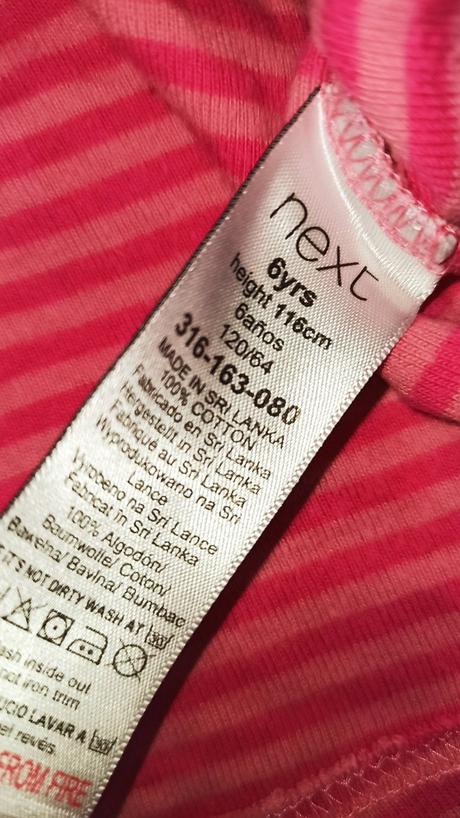 next
6yrs
height 116cm
6años
120/64
316-163-080
MADE IN SRI LANKA
100% COTTON
Fabricado en Sri Lanka
Hergestellt in Sri Lanka
Fabriqué au Sri Lanka
Wyprodukowano na Sri
Lance
Vyrobeno na Srí Lance
Fabricat in Sri Lanka
100% Algodón/
Baumwolle/ Coton/
Bawełna/ Bavlna/ Bumbac
IT'S NOT DIRTY WASH AT
inside out
not iron trim
LAVAR A
revés
FROM FIRE